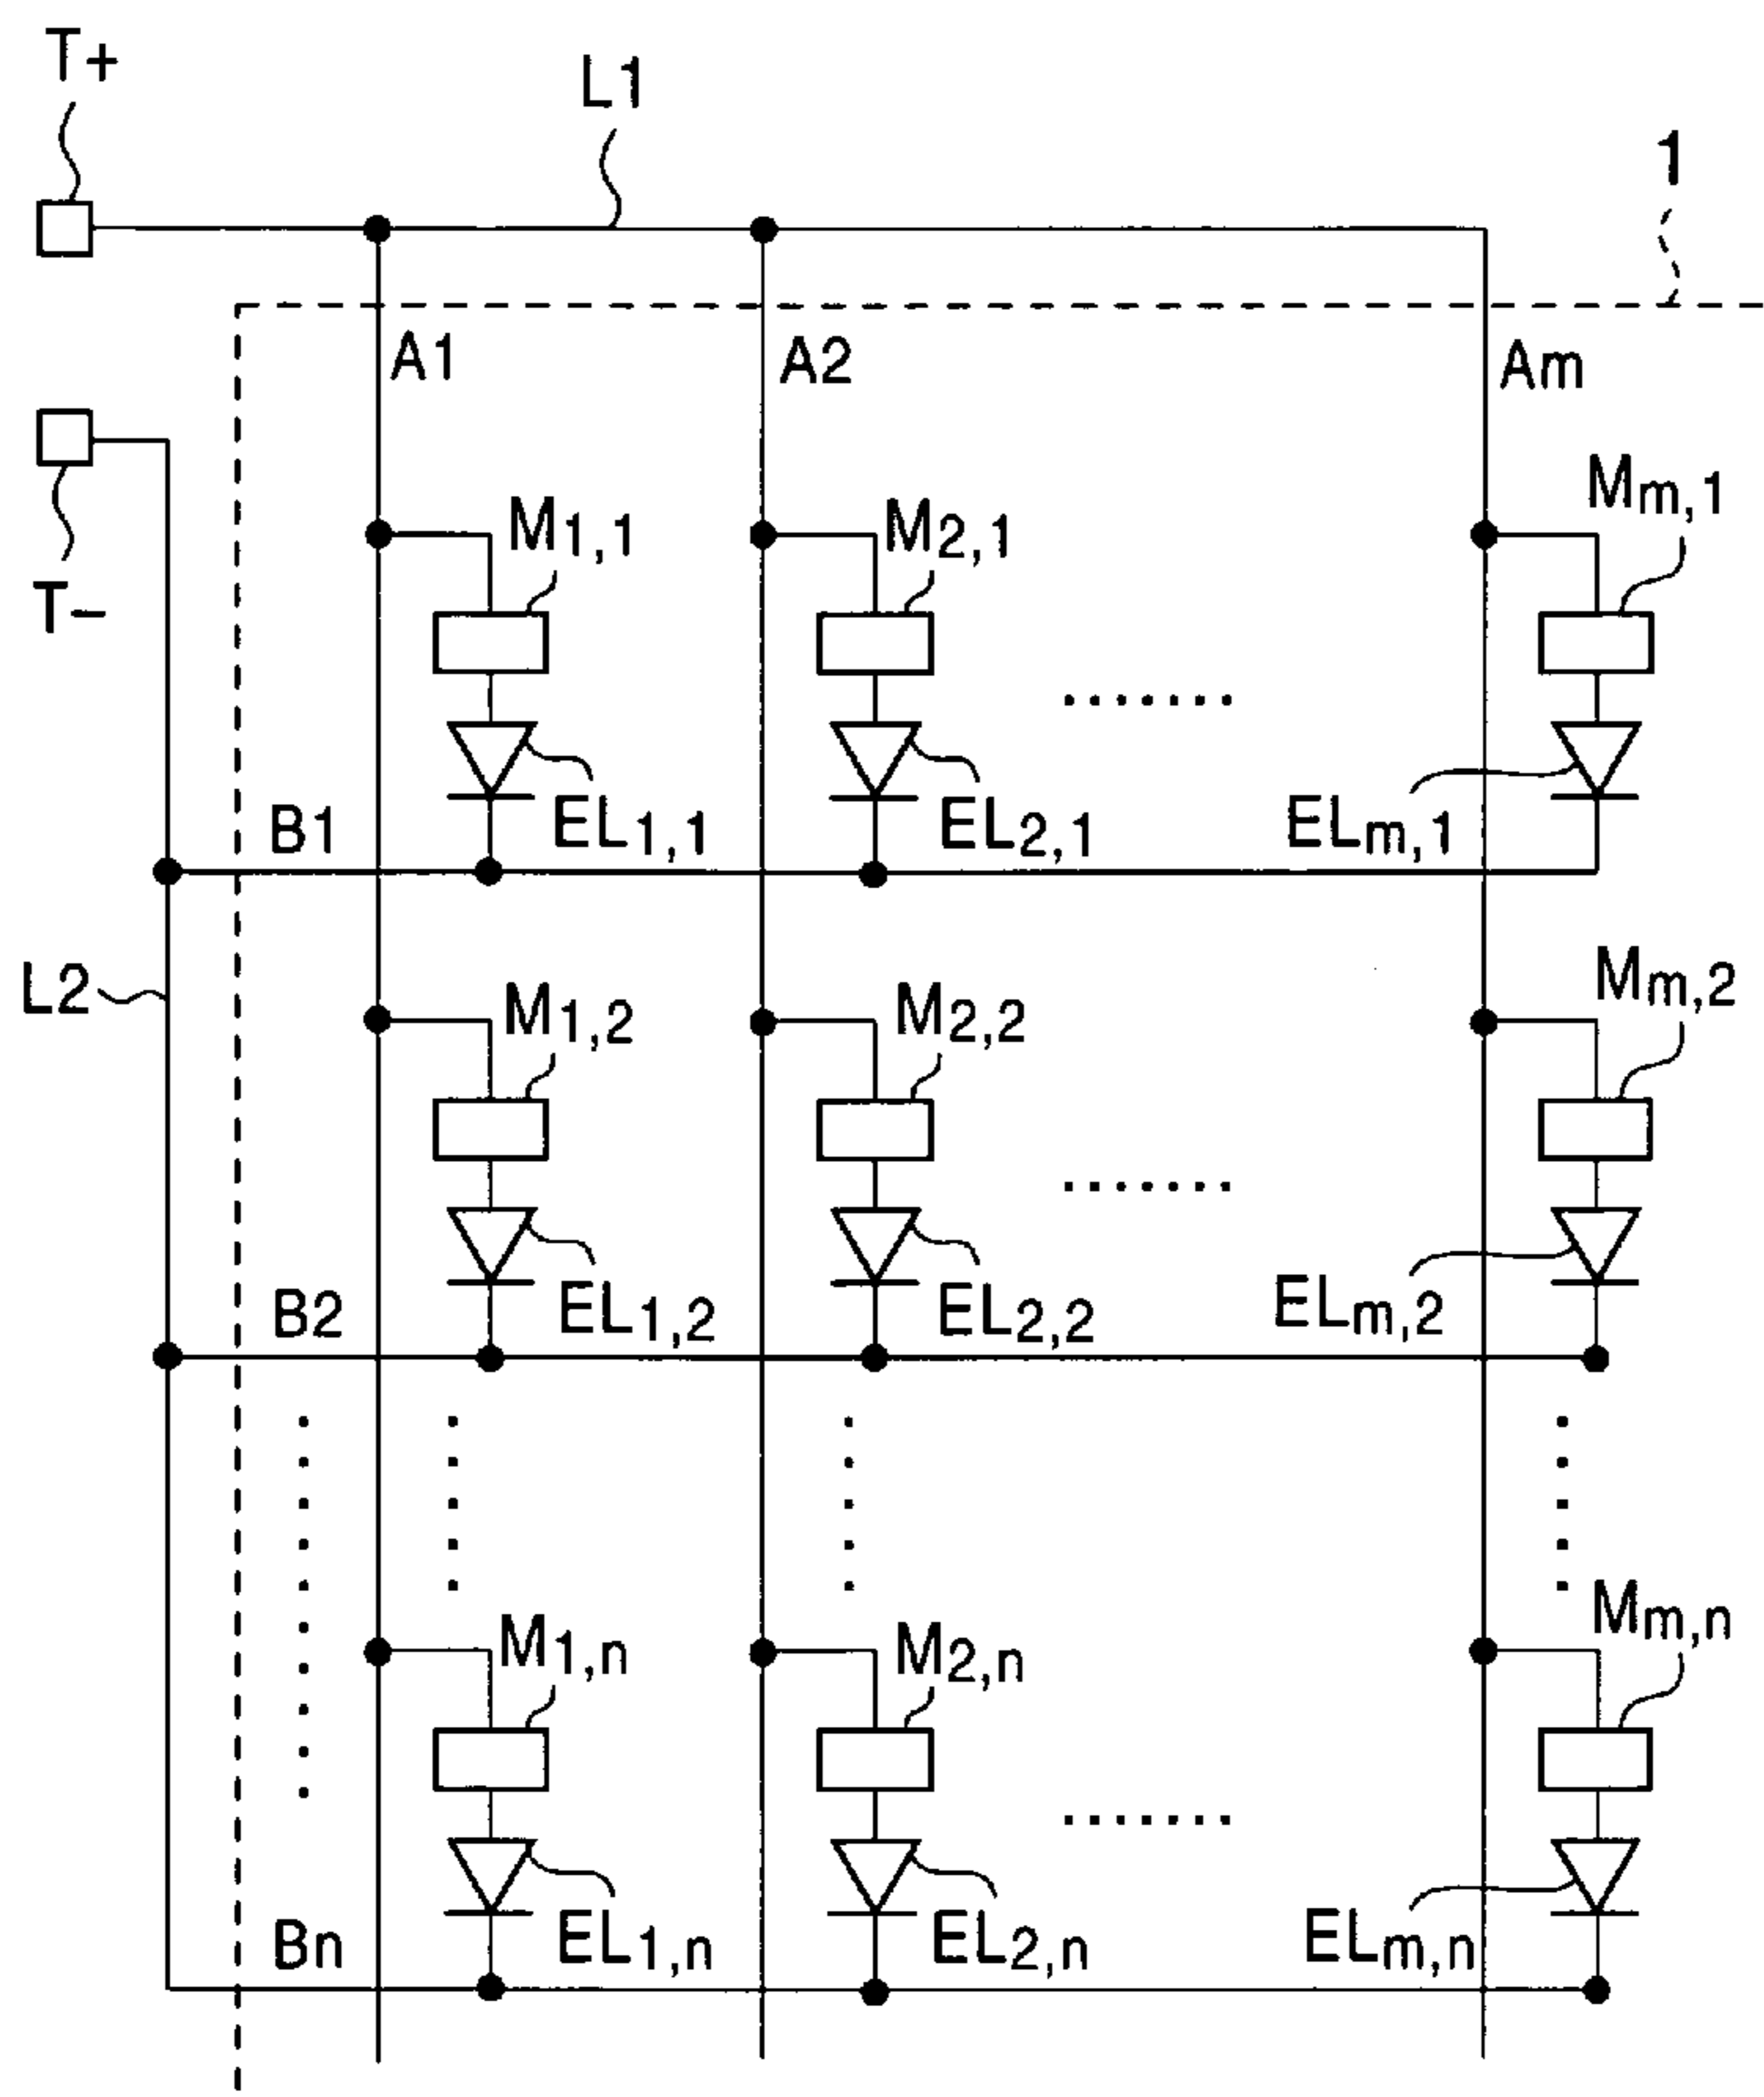 T+
L1
1
A1
A2
Am
T-
M1,1
M2,1
Mm,1
B1
EL1,1
EL2,1
ELm,1
L2
M1,2
M2,2
Mm,2
B2
EL1,2
EL2,2
ELm,2
M1,n
M2,n
Mm,n
Bn
EL1,n
EL2,n
ELm,n